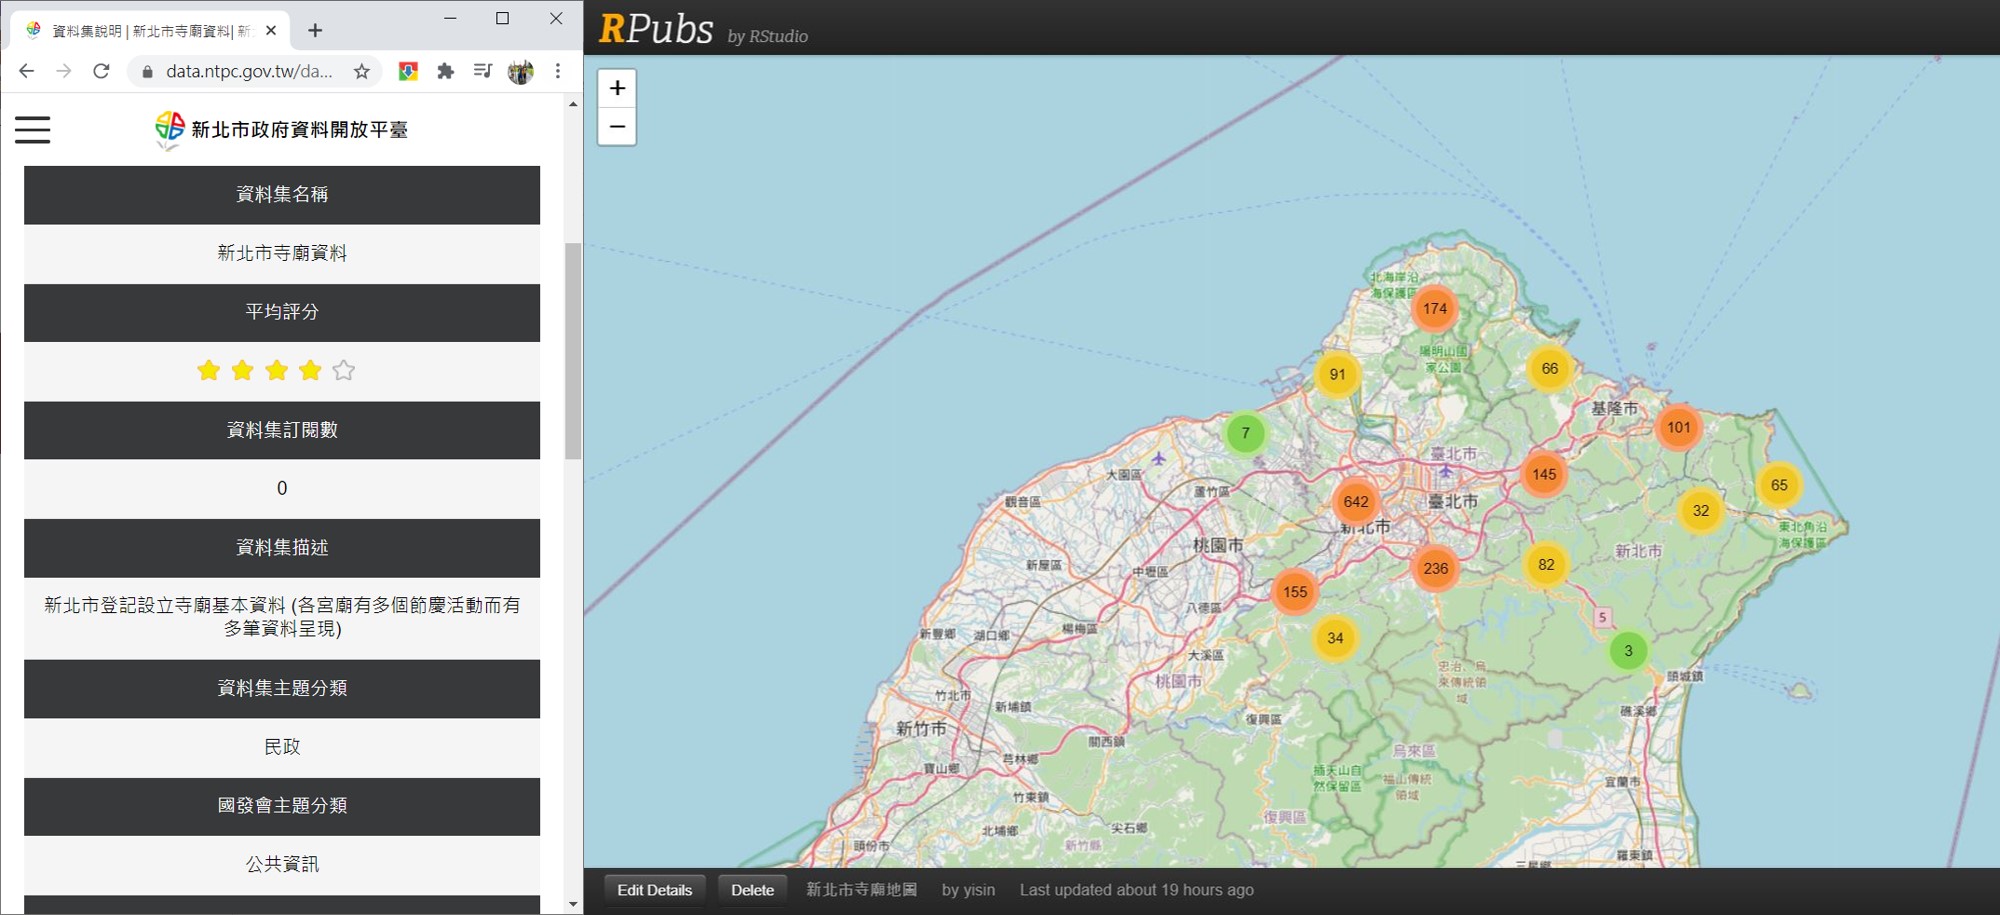 資料集說明 | 新北市寺廟資料| 新
data.ntpc.gov.tw/da...
新北市政府資料開放平臺
資料集名稱
新北市寺廟資料
平均評分
資料集訂閱數
0
資料集描述
新北市登記設立寺廟基本資料 (各宮廟有多個節慶活動而有
多筆資料呈現)
資料集主題分類
民政
國發會主題分類
公共資訊
RPubs by RStudio
+
−
北海岸沿
海保護區
174
陽明山國
家公園
91
66
基隆市
7
101
臺北市
大園區
145
蘆竹區
65
觀音區
642
臺北市
32
新北市
東北角沿
海保護區
桃園市
新北市
新屋區
中壢區
236
82
155
八德區
5
楊梅區
新豐鄉
湖口鄉
34
3
大溪區
忠治、烏
來傳統領
域
桃園市
頭城鎮
竹北市
新埔鎮
復興區
礁溪鄉
新竹市
關西鎮
烏來區
芎林鄉
寶山鄉
插天山自
然保留區
福山傳統
領域
宜蘭市
竹東鎮
復興區
北埔鄉
尖石鄉
新竹縣
頭份市
三星鄉
羅東鎮
Edit Details
Delete
新北市寺廟地圖
by yisin
Last updated about 19 hours ago